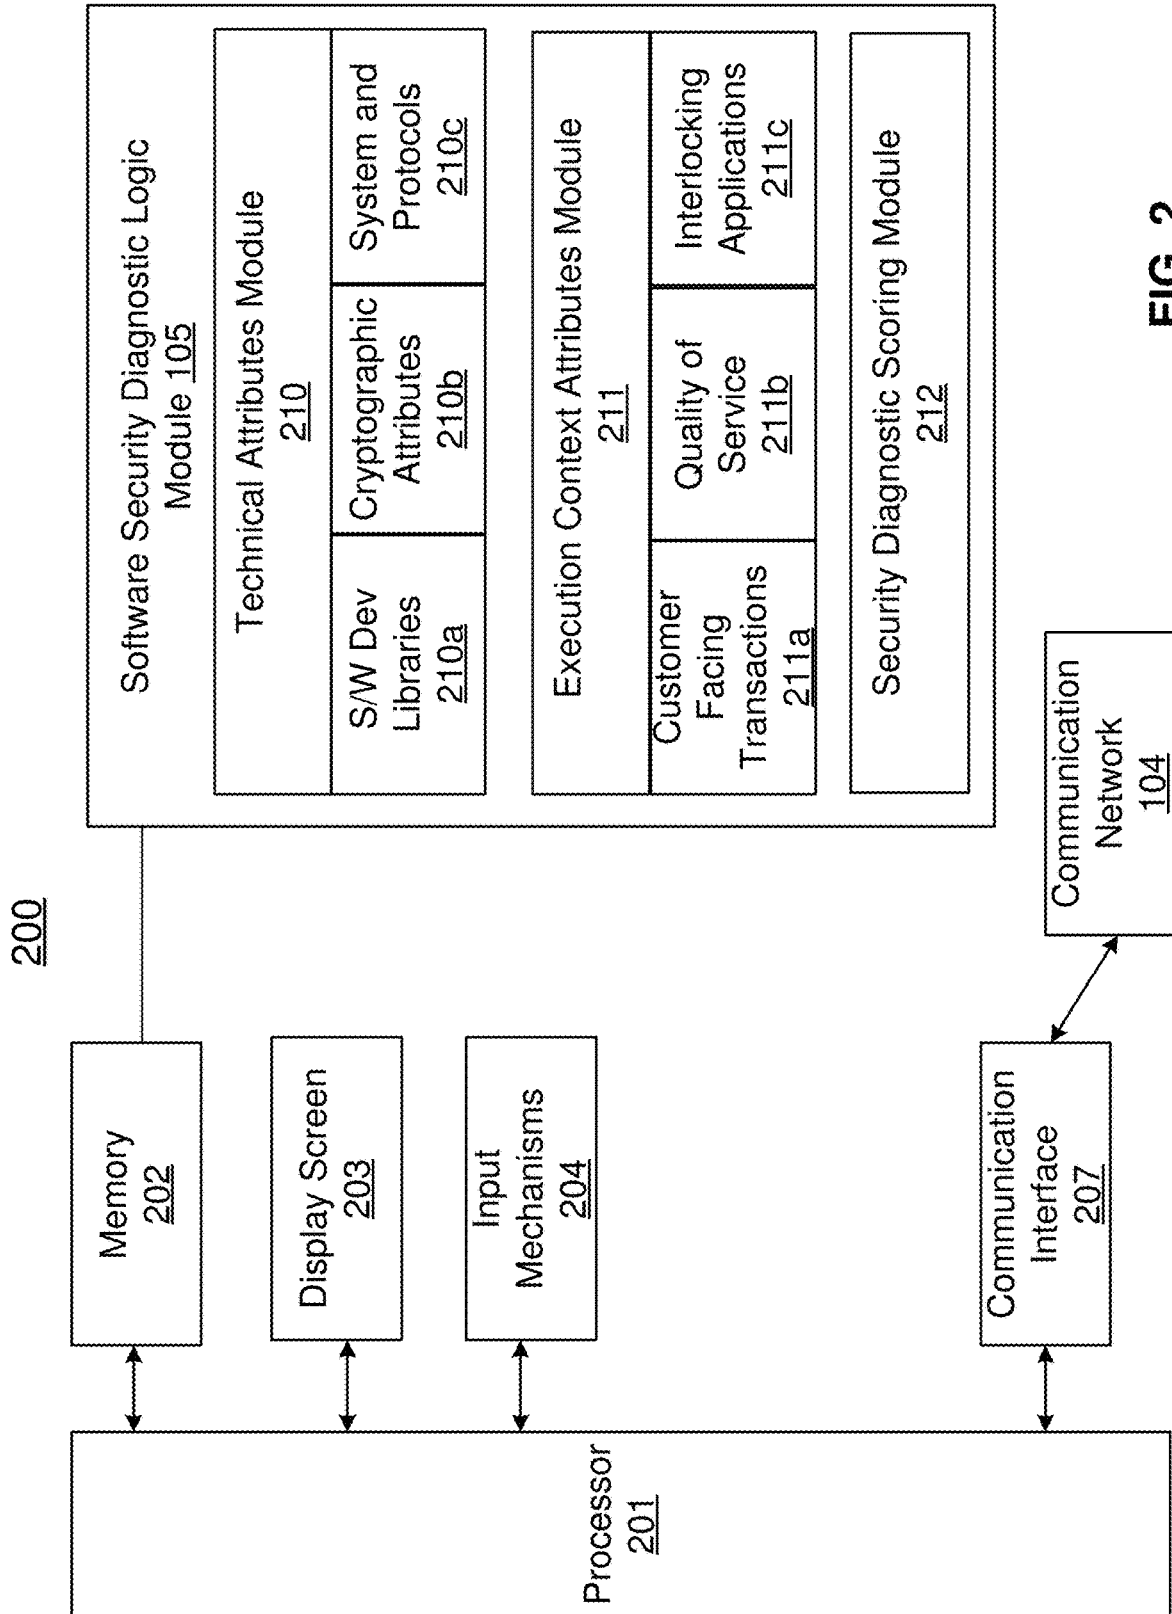 200
Processor
201
Memory
202
Display Screen
203
Input
Mechanisms
204
Communication
Interface
207
Communication
Network
104
Software Security Diagnostic Logic
Module 105
Technical Attributes Module
210
S/W Dev
Libraries
210a
Cryptographic
Attributes
210b
System and
Protocols
210c
Execution Context Attributes Module
211
Customer
Facing
Transactions
211a
Quality of
Service
211b
Interlocking
Applications
211c
Security Diagnostic Scoring Module
212
FIG. 2